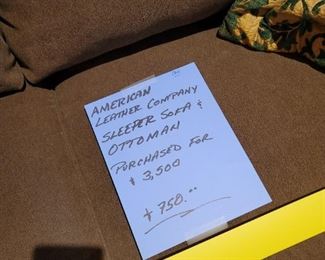 AMERICAN
LEATHER COMPANY
SLEEPER SOFA &
OTTOMAN
PURCHASED FOR
$3,500
$750.00